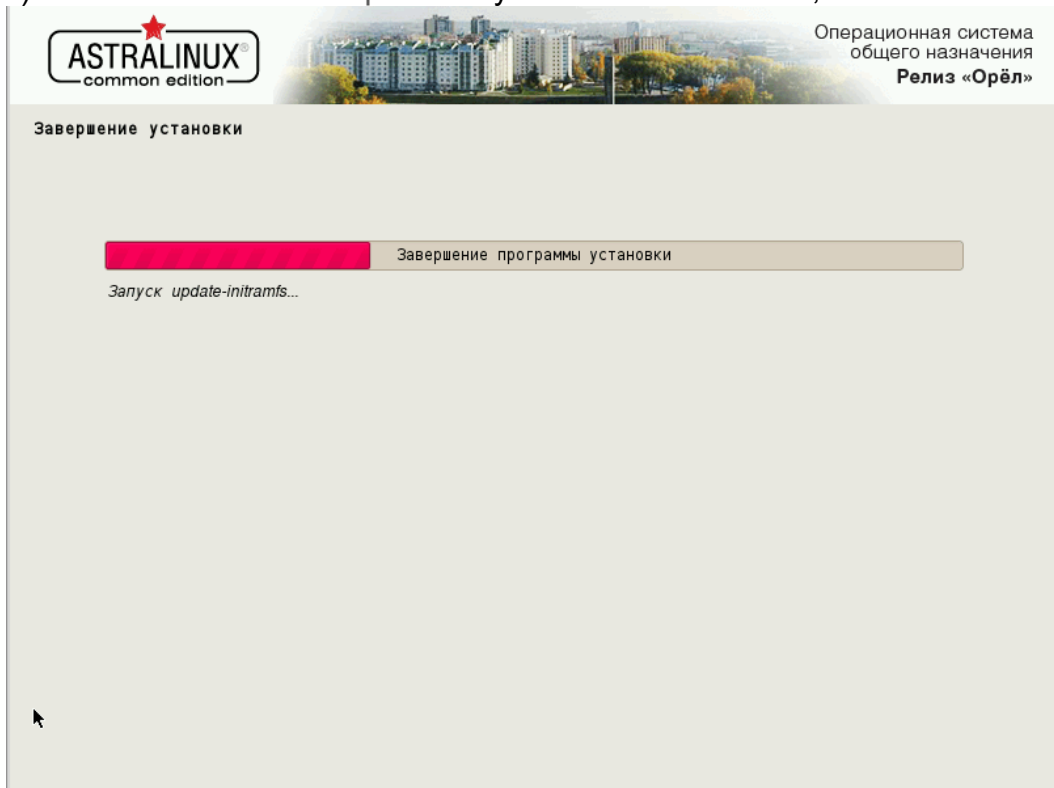 ASTRALINUX®
common edition
Операционная система
общего назначения
Релиз «Орёл»
Завершение установки
Завершение программы установки
Запуск update-initramfs...